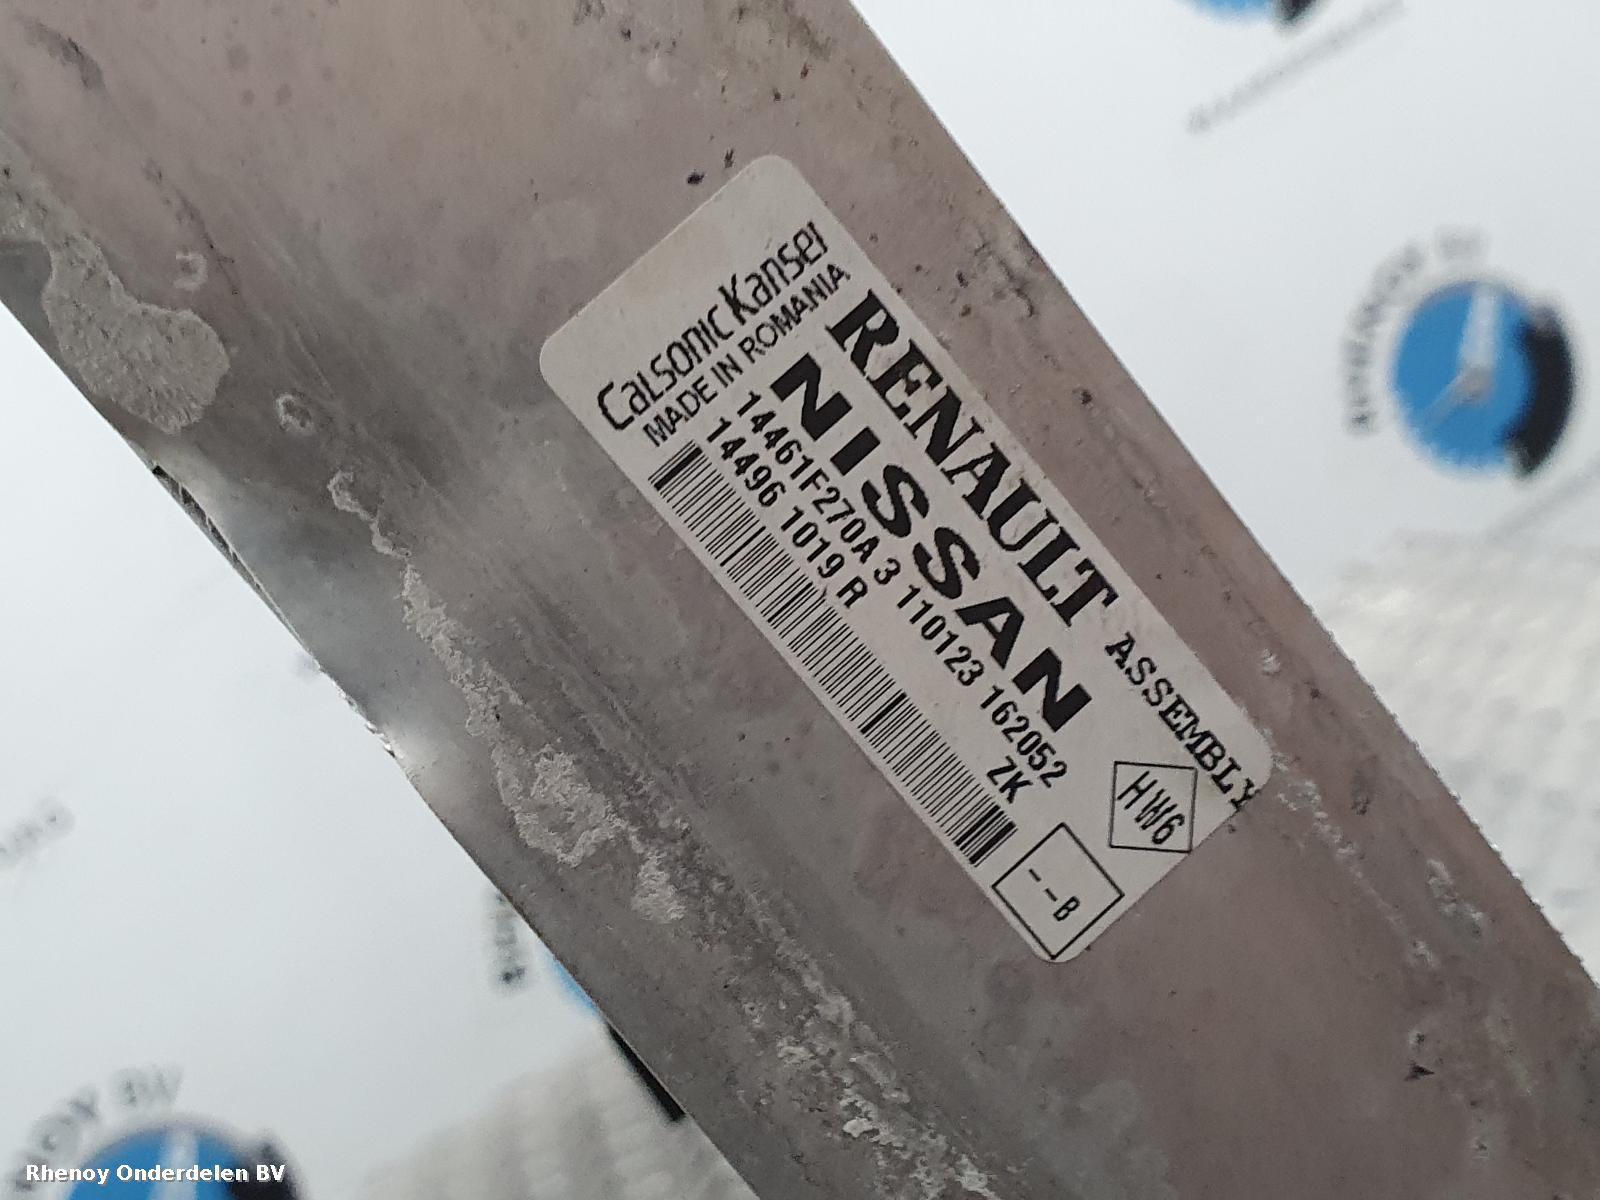 CaLsonic Kansei
MADE IN ROMANIA
RENAULT ASSEMBLY
NISSAN
14461F270A 3 110123 162052
14496 1019 R ZK
HW6
--B
Rhenoy Onderdelen BV